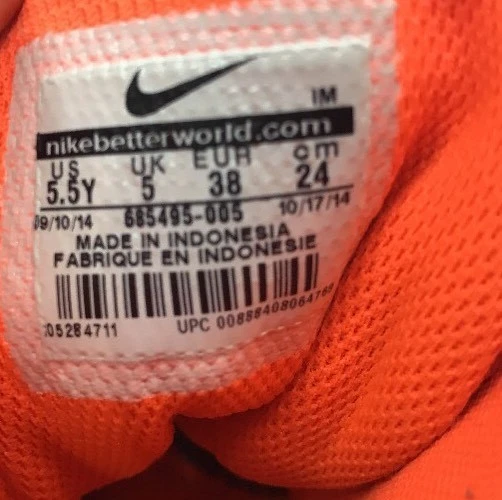 IM
nikebetterworld.com
US UK EUR cm
5.5Y 5 38 24
09/10/14 685495-005 10/17/14
MADE IN INDONESIA
FABRIQUE EN INDONESIE
UPC